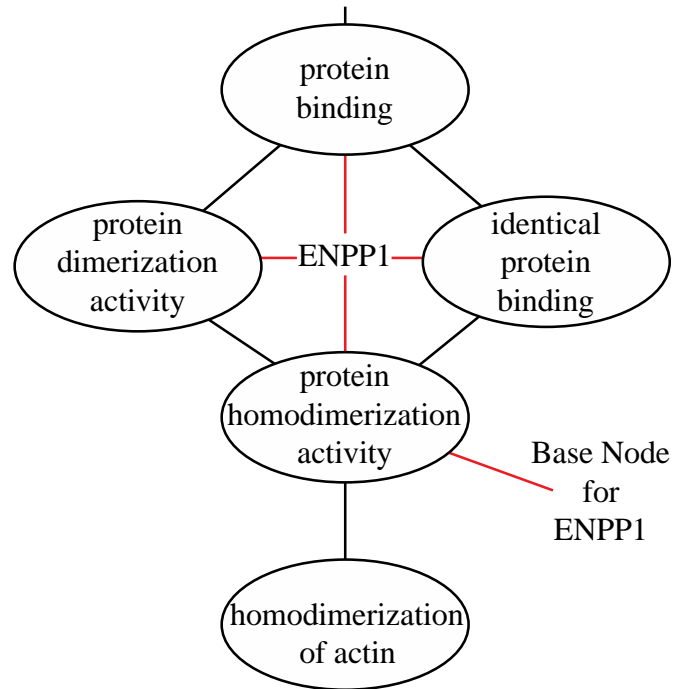 protein
binding
protein
dimerization
activity
ENPP1
identical
protein
binding
protein
homodimerization
activity
Base Node
for
ENPP1
homodimerization
of actin